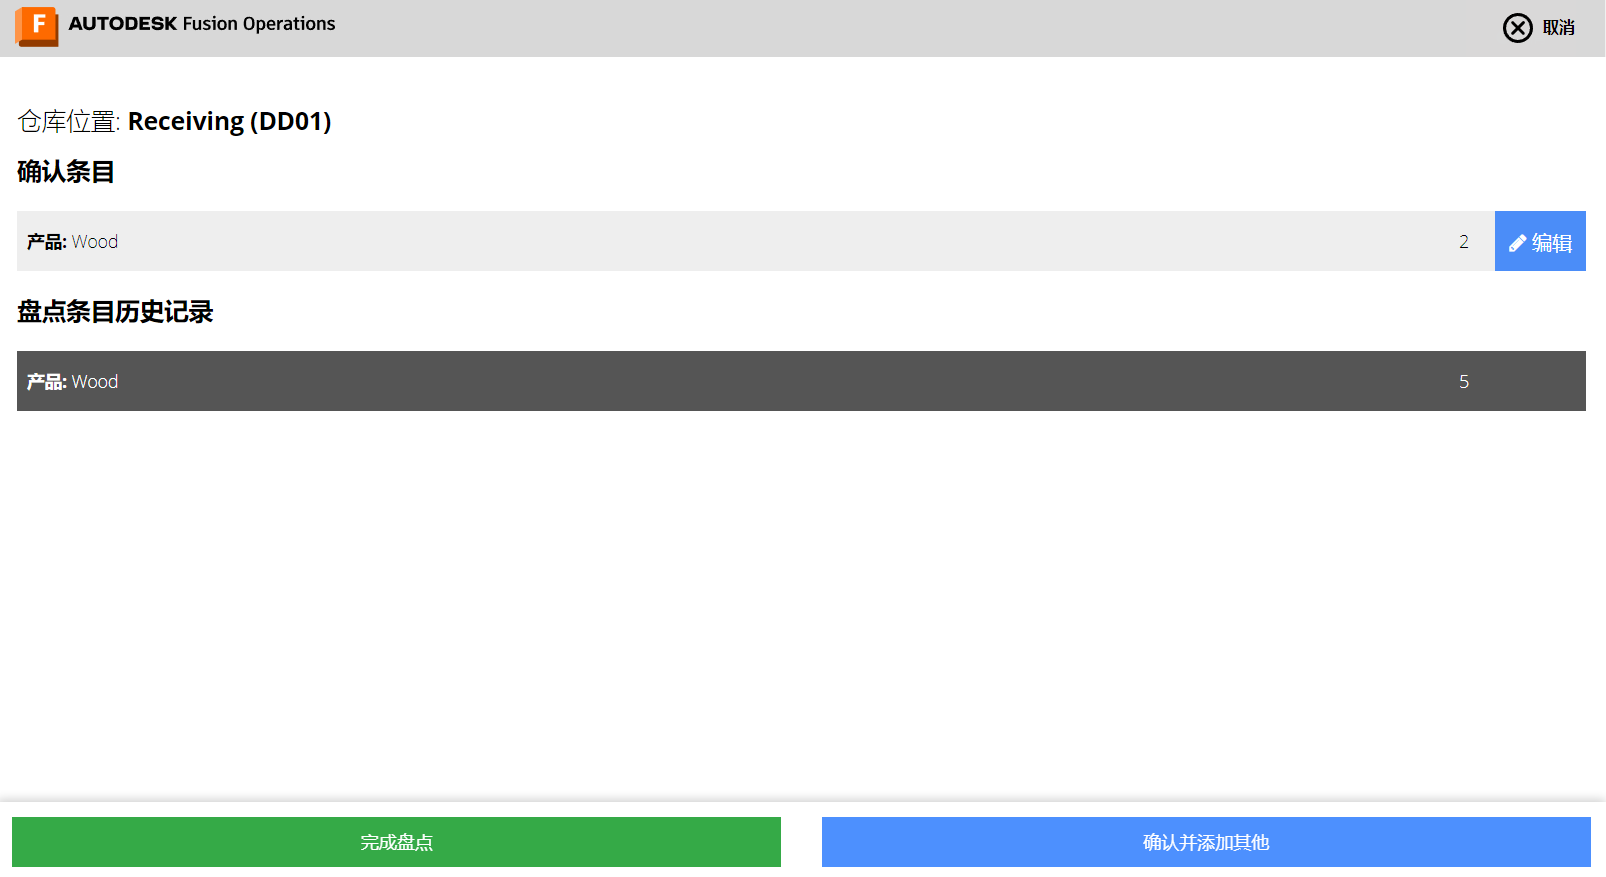 F AUTODESK Fusion Operations
取消
仓库位置: Receiving (DD01)
确认条目
产品: Wood 2 编辑
盘点条目历史记录
产品: Wood 5
完成盘点
确认并添加其他